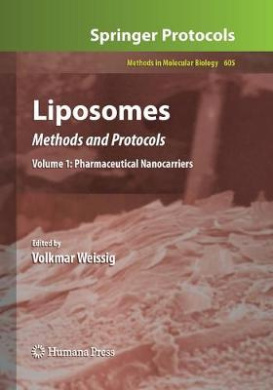 Springer Protocols
Methods in Molecular Biology 605
Liposomes
Methods and Protocols
Volume 1: Pharmaceutical Nanocarriers
Edited by
Volkmar Weissig
Humana Press